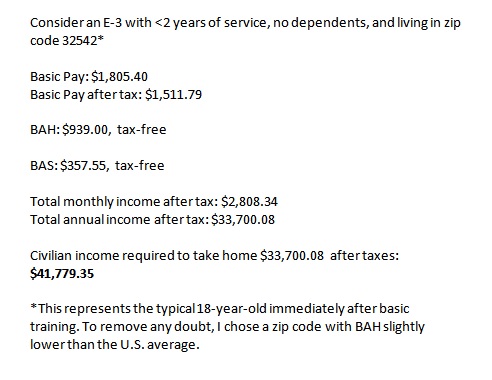 Consider an E-3 with <2 years of service, no dependents, and living in zip
code 32542*
Basic Pay: $1,805.40
Basic Pay after tax: $1,511.79
BAH: $939.00, tax-free
BAS: $357.55, tax-free
Total monthly income after tax: $2,808.34
Total annual income after tax: $33,700.08
Civilian income required to take home $33,700.08 after taxes:
$41,779.35
*This represents the typical 18-year-old immediately after basic
training. To remove any doubt, I chose a zip code with BAH slightly
lower than the U.S. average.